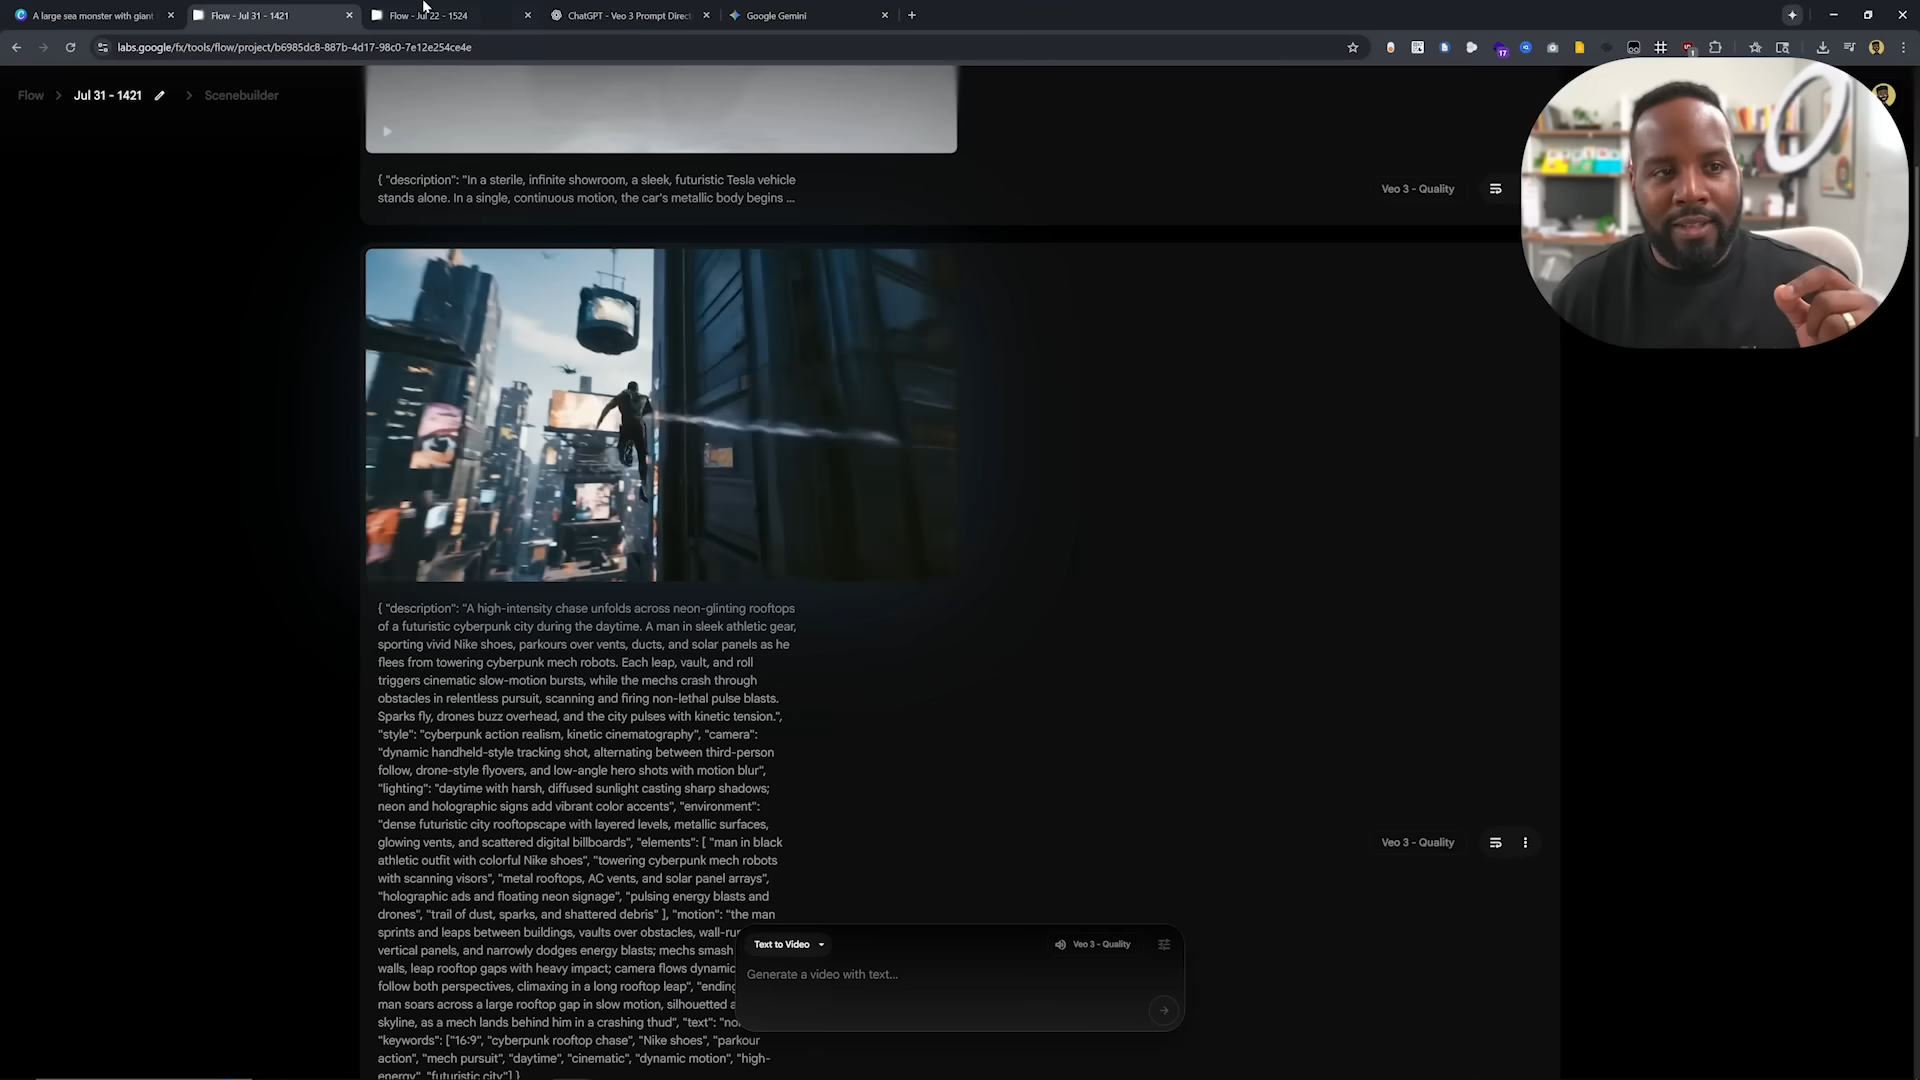 A large sea monster with giant
Flow - Jul 31 - 1421
Flow - Jul 22 - 1524
ChatGPT - Veo 3 Prompt Direct
Google Gemini
labs.google/fx/tools/flow/project/b6985dc8-887b-4d17-98c0-7e12e254ce4e
17
1
Flow
Jul 31 - 1421
Scenebuilder
{ "description": "In a sterile, infinite showroom, a sleek, futuristic Tesla vehicle
stands alone. In a single, continuous motion, the car's metallic body begins ...
Veo 3 - Quality
{ "description": "A high-intensity chase unfolds across neon-glinting rooftops
of a futuristic cyberpunk city during the daytime. A man in sleek athletic gear,
sporting vivid Nike shoes, parkours over vents, ducts, and solar panels as he
flees from towering cyberpunk mech robots. Each leap, vault, and roll
triggers cinematic slow-motion bursts, while the mechs crash through
obstacles in relentless pursuit, scanning and firing non-lethal pulse blasts.
Sparks fly, drones buzz overhead, and the city pulses with kinetic tension.",
"style": "cyberpunk action realism, kinetic cinematography", "camera":
"dynamic handheld-style tracking shot, alternating between third-person
follow, drone-style flyovers, and low-angle hero shots with motion blur",
"lighting": "daytime with harsh, diffused sunlight casting sharp shadows;
neon and holographic signs add vibrant color accents", "environment":
"dense futuristic city rooftopscape with layered levels, metallic surfaces,
glowing vents, and scattered digital billboards", "elements": [ "man in black
athletic outfit with colorful Nike shoes", "towering cyberpunk mech robots
with scanning visors", "metal rooftops, AC vents, and solar panel arrays",
"holographic ads and floating neon signage", "pulsing energy blasts and
drones", "trail of dust, sparks, and shattered debris" ], "motion": "the man
sprints and leaps between buildings, vaults over obstacles, wall-ru
vertical panels, and narrowly dodges energy blasts; mechs smash
walls, leap rooftop gaps with heavy impact; camera flows dynamic
follow both perspectives, climaxing in a long rooftop leap", "ending
man soars across a large rooftop gap in slow motion, silhouetted a
skyline, as a mech lands behind him in a crashing thud", "text": "no
"keywords": ["16:9", "cyberpunk rooftop chase", "Nike shoes", "parkour
action", "mech pursuit", "daytime", "cinematic", "dynamic motion", "high-
energy", "futuristic city"] }
Veo 3 - Quality
Text to Video
Veo 3 - Quality
Generate a video with text...